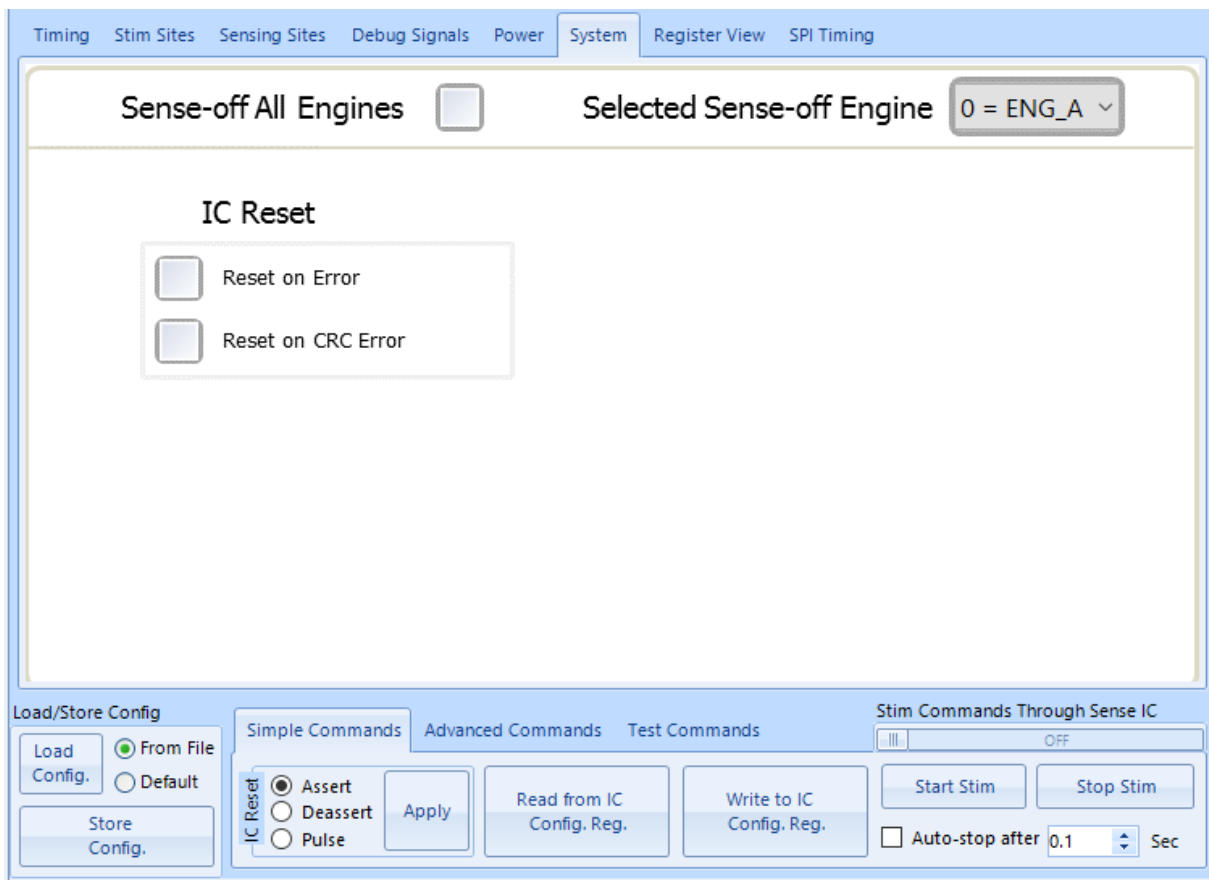 Timing Stim Sites Sensing Sites Debug Signals Power System Register View SPI Timing
Sense-off All Engines Selected Sense-off Engine 0 = ENG_A
IC Reset
Reset on Error
Reset on CRC Error
Load/Store Config
Load Config.
From File
Default
Store Config.
Simple Commands Advanced Commands Test Commands
IC Reset
Assert
Deassert
Pulse
Apply
Read from IC
Config. Reg.
Write to IC
Config. Reg.
Stim Commands Through Sense IC
OFF
Start Stim Stop Stim
Auto-stop after 0.1 Sec